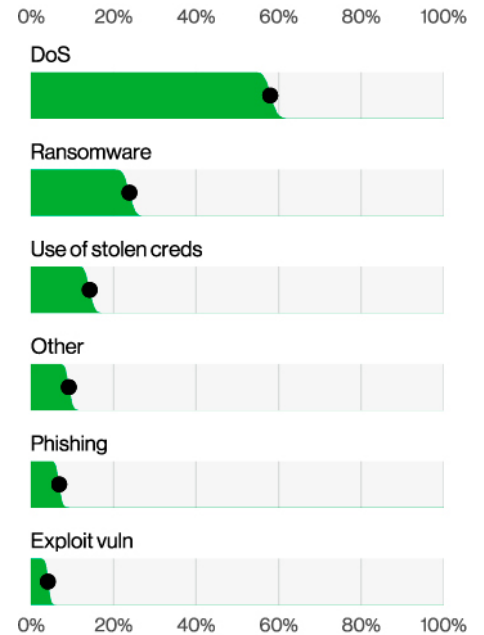 0% 20% 40% 60% 80% 100%
DoS
Ransomware
Use of stolen creds
Other
Phishing
Exploit vuln
0% 20% 40% 60% 80% 100%